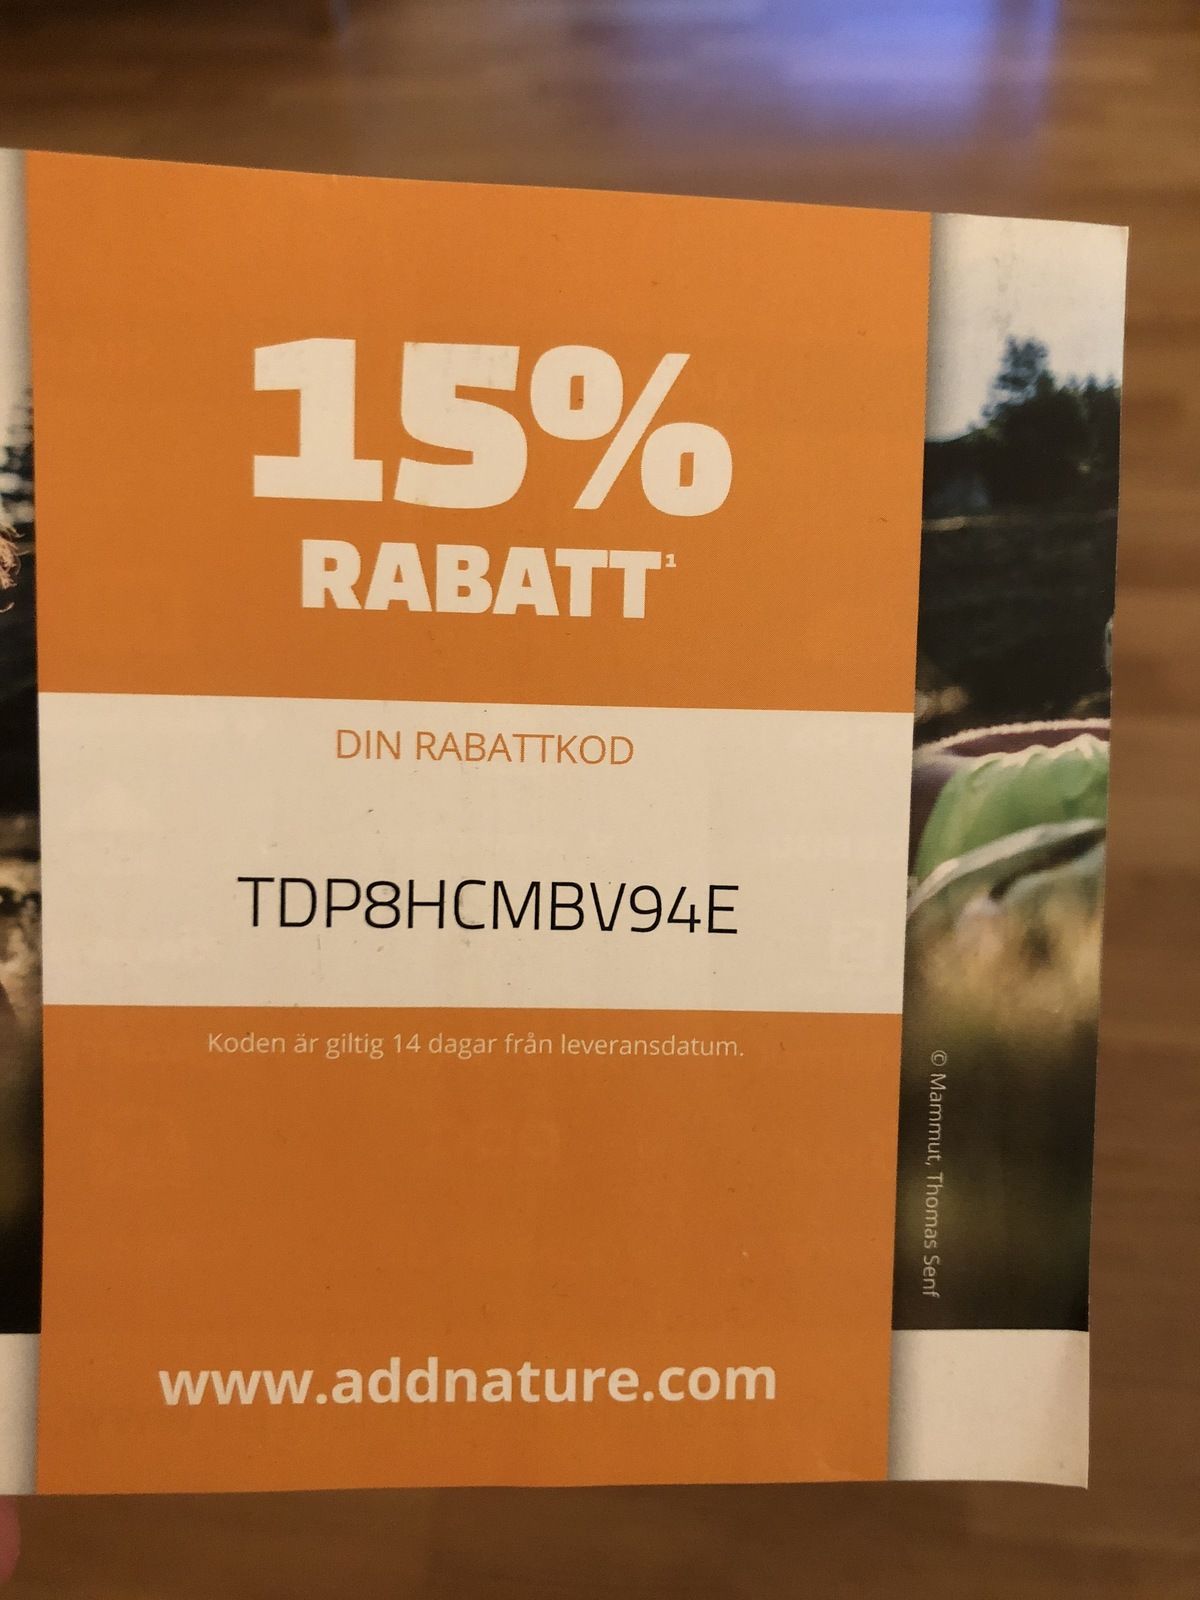 15%
RABATT¹
DIN RABATTKOD
TDP8HCMBV94E
Koden är giltig 14 dagar från leveransdatum.
www.addnature.com
© Mammut, Thomas Senf